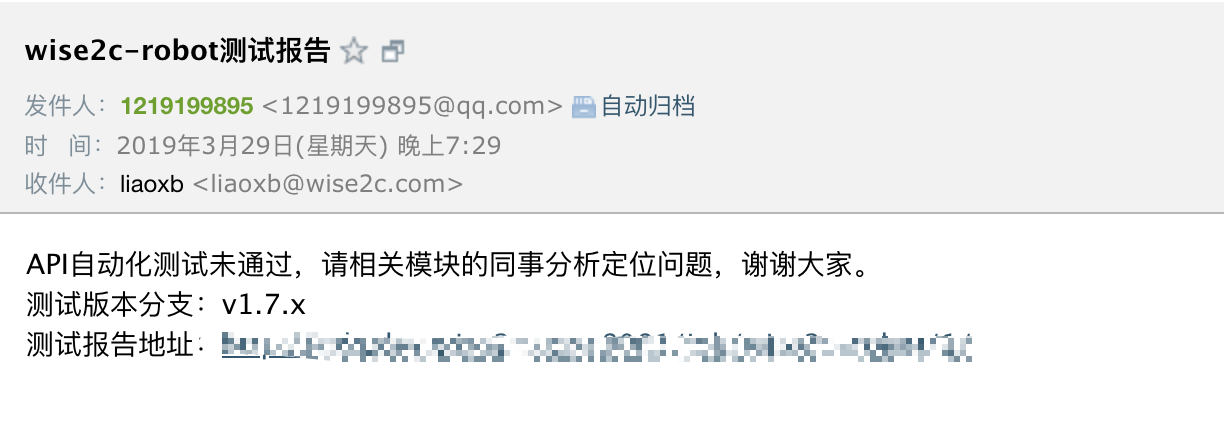 wise2c-robot测试报告
发件人：1219199895 <1219199895@qq.com> 自动归档
时 间：2019年3月29日(星期天) 晚上7:29
收件人：liaoxb <liaoxb@wise2c.com>
API自动化测试未通过，请相关模块的同事分析定位问题，谢谢大家。
测试版本分支：v1.7.x
测试报告地址：